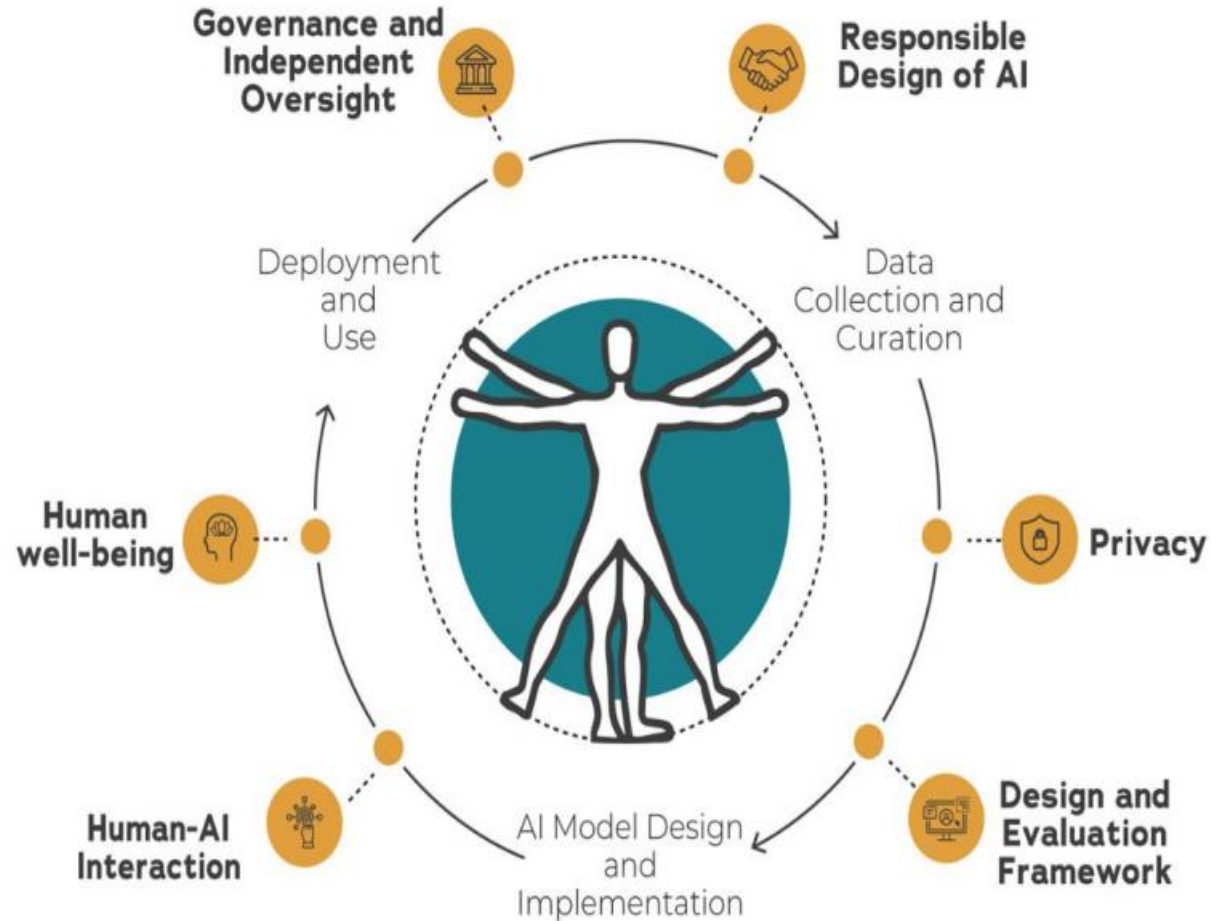 Governance and
Independent
Oversight
Responsible
Design of AI
Deployment
and
Use
Data
Collection and
Curation
Human
well-being
Privacy
Human-AI
Interaction
AI Model Design
and
Implementation
Design and
Evaluation
Framework